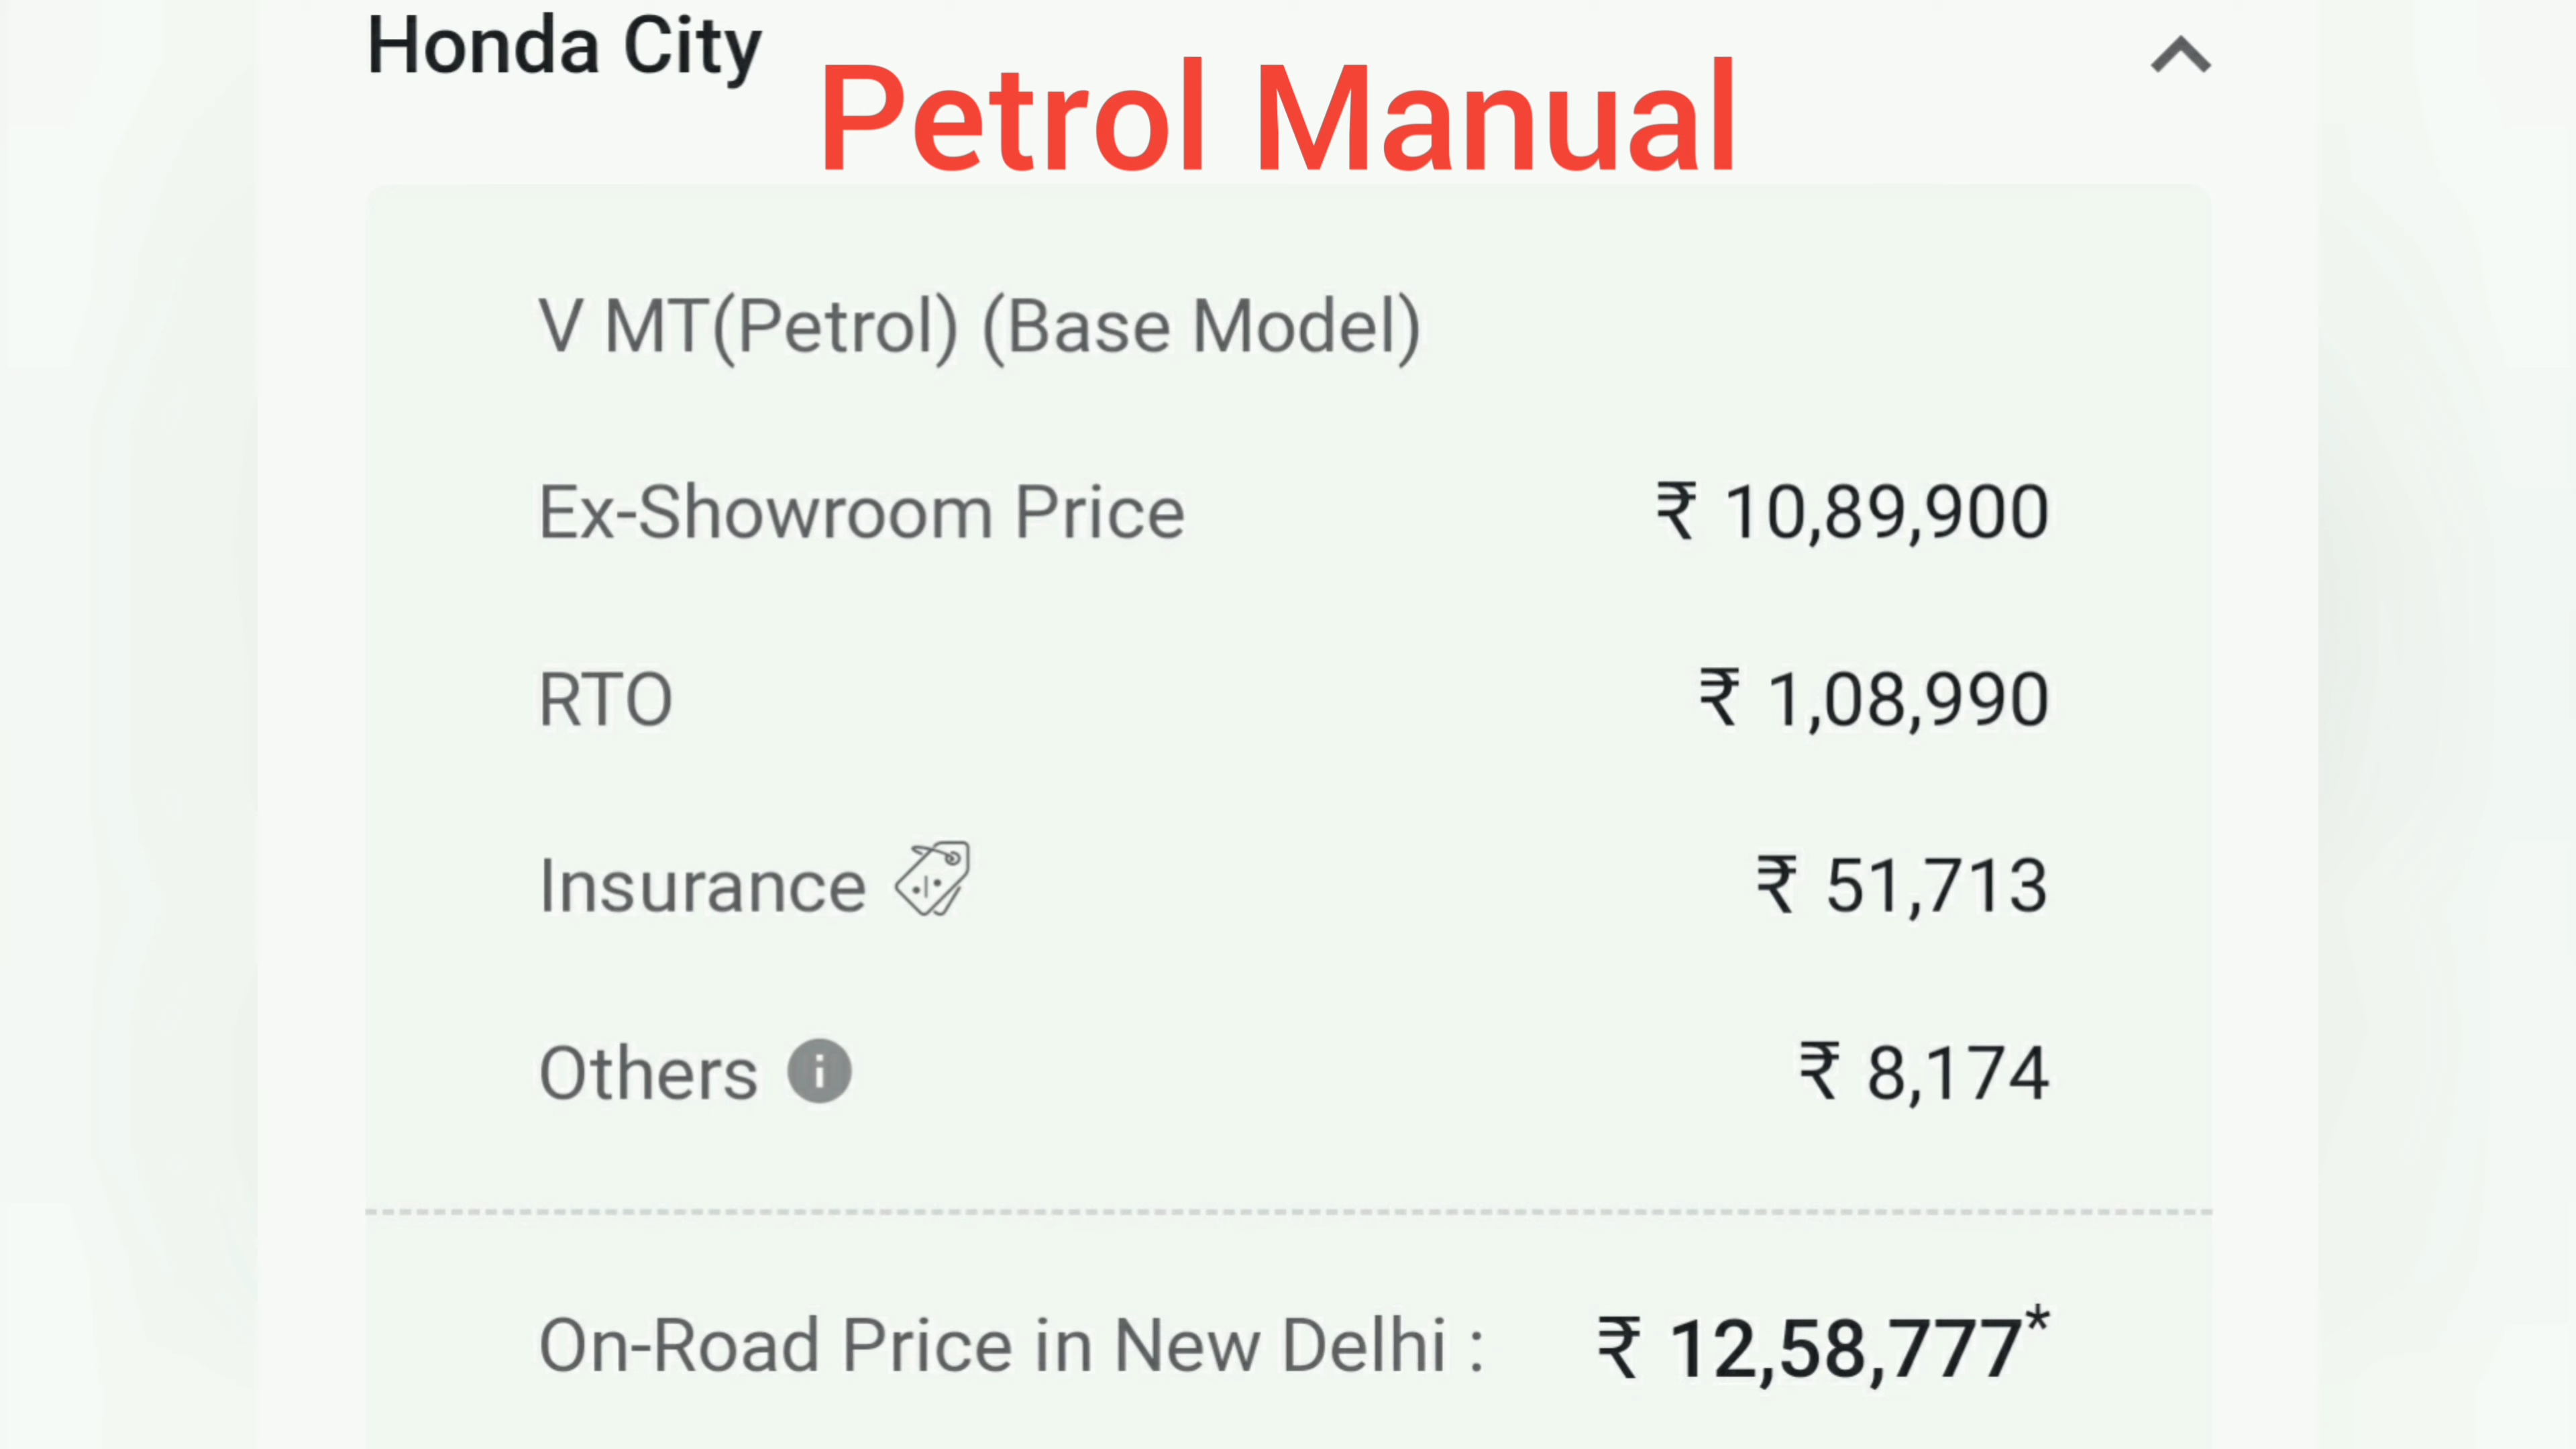 Honda City
Petrol Manual
V MT(Petrol) (Base Model)
Ex-Showroom Price ₹ 10,89,900
RTO ₹ 1,08,990
Insurance ₹ 51,713
Others i ₹ 8,174
On-Road Price in New Delhi : ₹ 12,58,777*